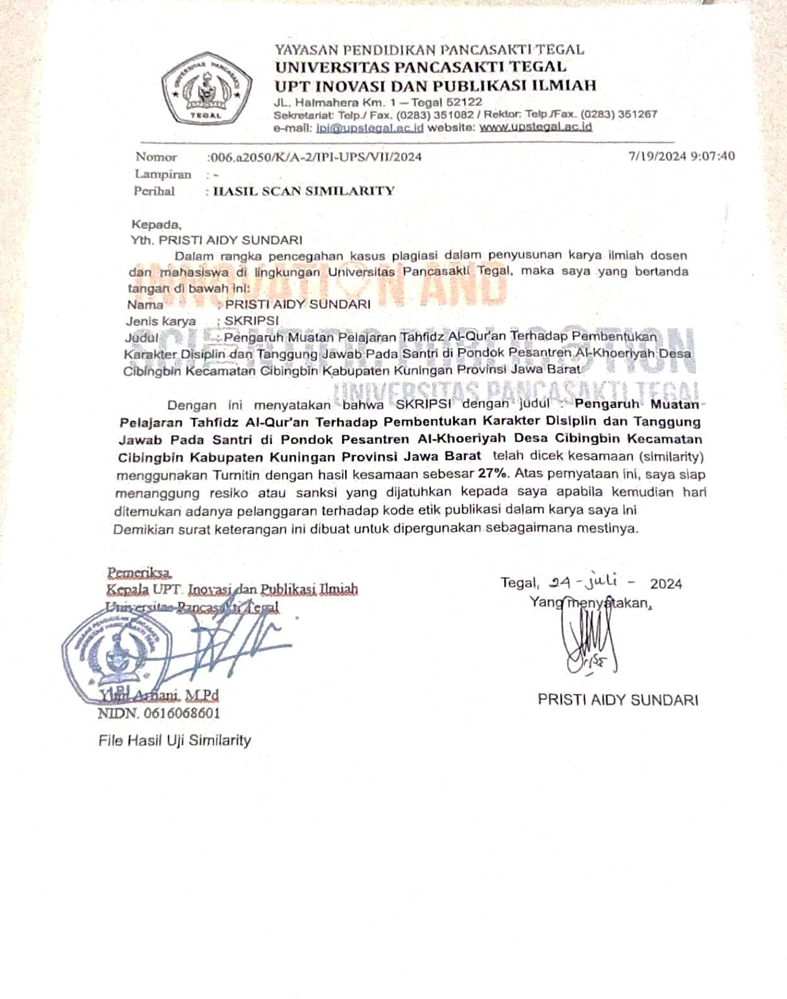 YAYASAN PENDIDIKAN PANCASAKTI TEGAL
UNIVERSITAS PANCASAKTI TEGAL
UPT INOVASI DAN PUBLIKASI ILMIAH
JL. Halmahera Km. 1 – Tegal 52122
Sekretariat: Telp./ Fax. (0283) 351082 / Rektor: Telp./Fax. (0283) 351267
e-mail: ipi@upstegal.ac.id website: www.upstegal.ac.id
UNIVERSITAS PANCASAKTI
TEGAL
Nomor :006.a2050/K/A-2/IPI-UPS/VII/2024 7/19/2024 9:07:40
Lampiran : -
Perihal : HASIL SCAN SIMILARITY
Kepada,
Yth. PRISTI AIDY SUNDARI
Dalam rangka pencegahan kasus plagiasi dalam penyusunan karya ilmiah dosen
dan mahasiswa di lingkungan Universitas Pancasakti Tegal, maka saya yang bertanda
tangan di bawah ini:
Nama : PRISTI AIDY SUNDARI
Jenis karya : SKRIPSI
Judul : Pengaruh Muatan Pelajaran Tahfidz Al-Qur'an Terhadap Pembentukan
Karakter Disiplin dan Tanggung Jawab Pada Santri di Pondok Pesantren Al-Khoeriyah Desa
Cibingbin Kecamatan Cibingbin Kabupaten Kuningan Provinsi Jawa Barat
INNOVATION AND
SCIENTIFIC PUBLICATION
UNIVERSITAS PANCASAKTI TEGAL
Dengan ini menyatakan bahwa SKRIPSI dengan judul : Pengaruh Muatan
Pelajaran Tahfidz Al-Qur'an Terhadap Pembentukan Karakter Disiplin dan Tanggung
Jawab Pada Santri di Pondok Pesantren Al-Khoeriyah Desa Cibingbin Kecamatan
Cibingbin Kabupaten Kuningan Provinsi Jawa Barat telah dicek kesamaan (similarity)
menggunakan Turnitin dengan hasil kesamaan sebesar 27%. Atas pernyataan ini, saya siap
menanggung resiko atau sanksi yang dijatuhkan kepada saya apabila kemudian hari
ditemukan adanya pelanggaran terhadap kode etik publikasi dalam karya saya ini
Demikian surat keterangan ini dibuat untuk dipergunakan sebagaimana mestinya.
Pemeriksa
Kepala UPT. Inovasi dan Publikasi Ilmiah
Universitas Pancasakti Tegal
IPI
M.Pd
NIDN. 0616068601
Tegal, 24 - juli - 2024
Yang menyatakan,
PRISTI AIDY SUNDARI
File Hasil Uji Similarity